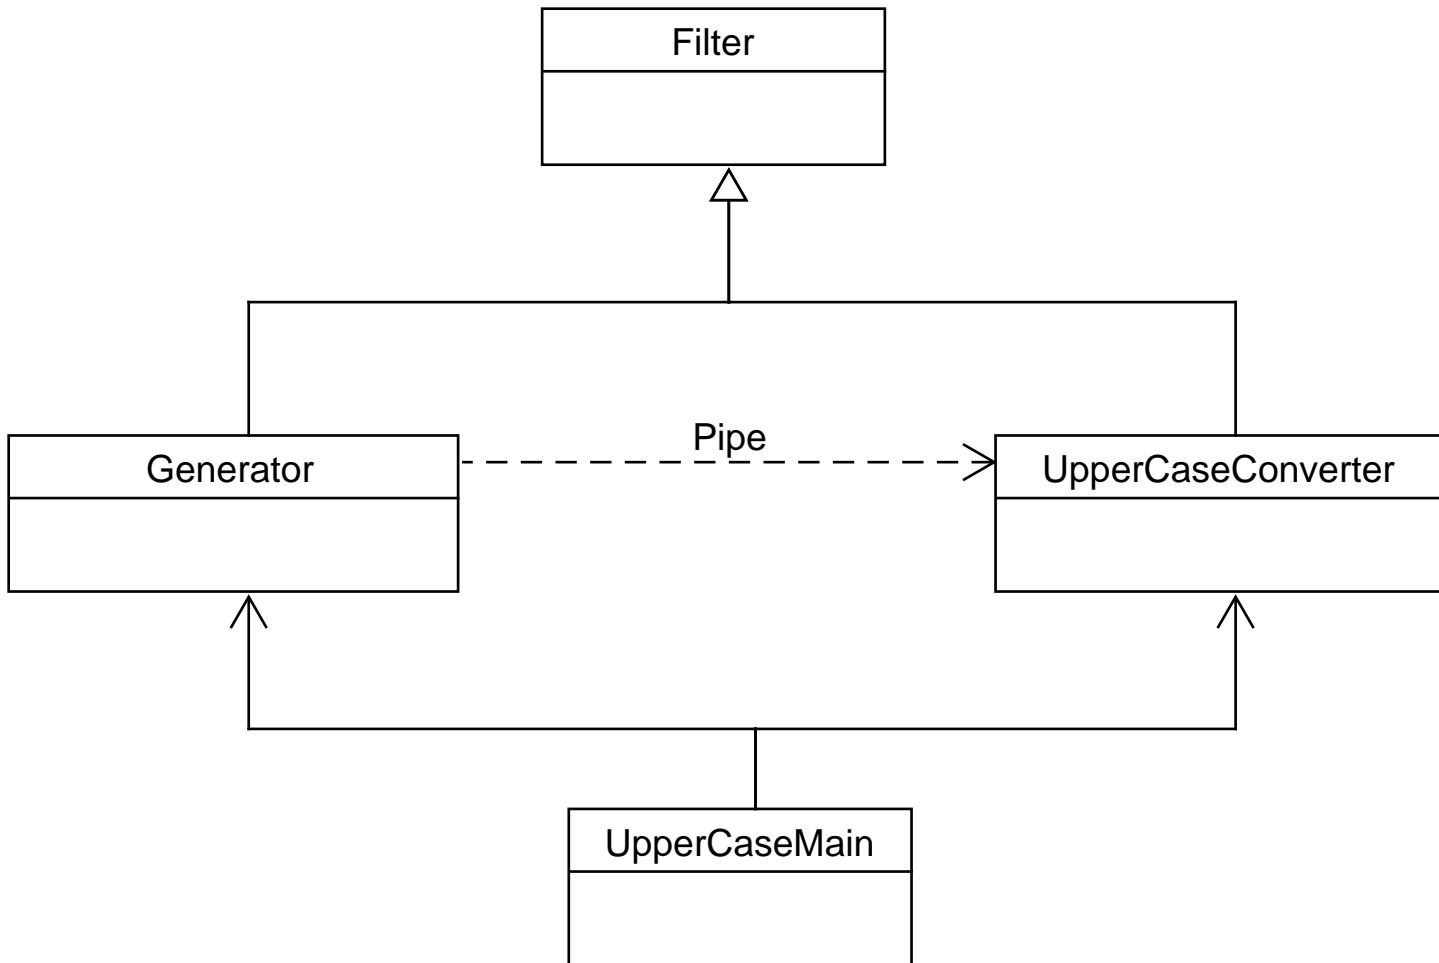 Filter
Pipe
Generator
UpperCaseConverter
UpperCaseMain